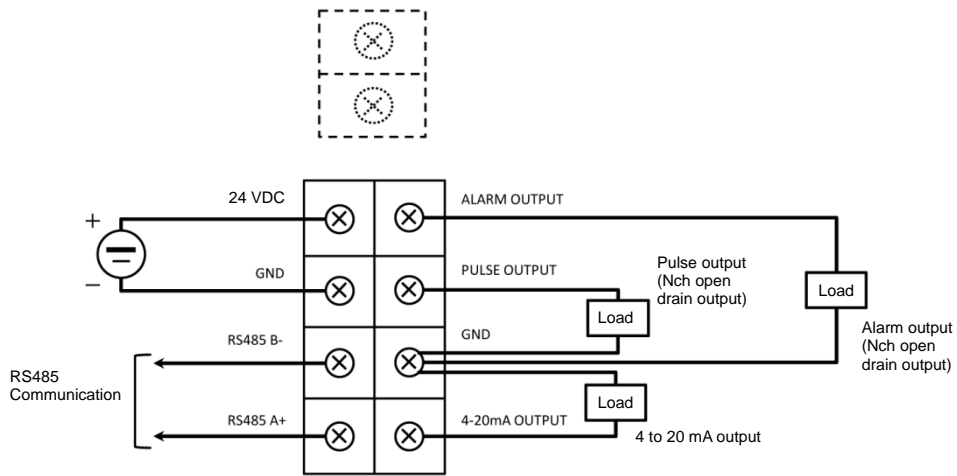 24 VDC
ALARM OUTPUT
+
GND
PULSE OUTPUT
Pulse output
(Nch open
drain output)
Load
Load
–
RS485 B-
GND
Alarm output
(Nch open
drain output)
RS485
Communication
Load
RS485 A+
4-20mA OUTPUT
4 to 20 mA output